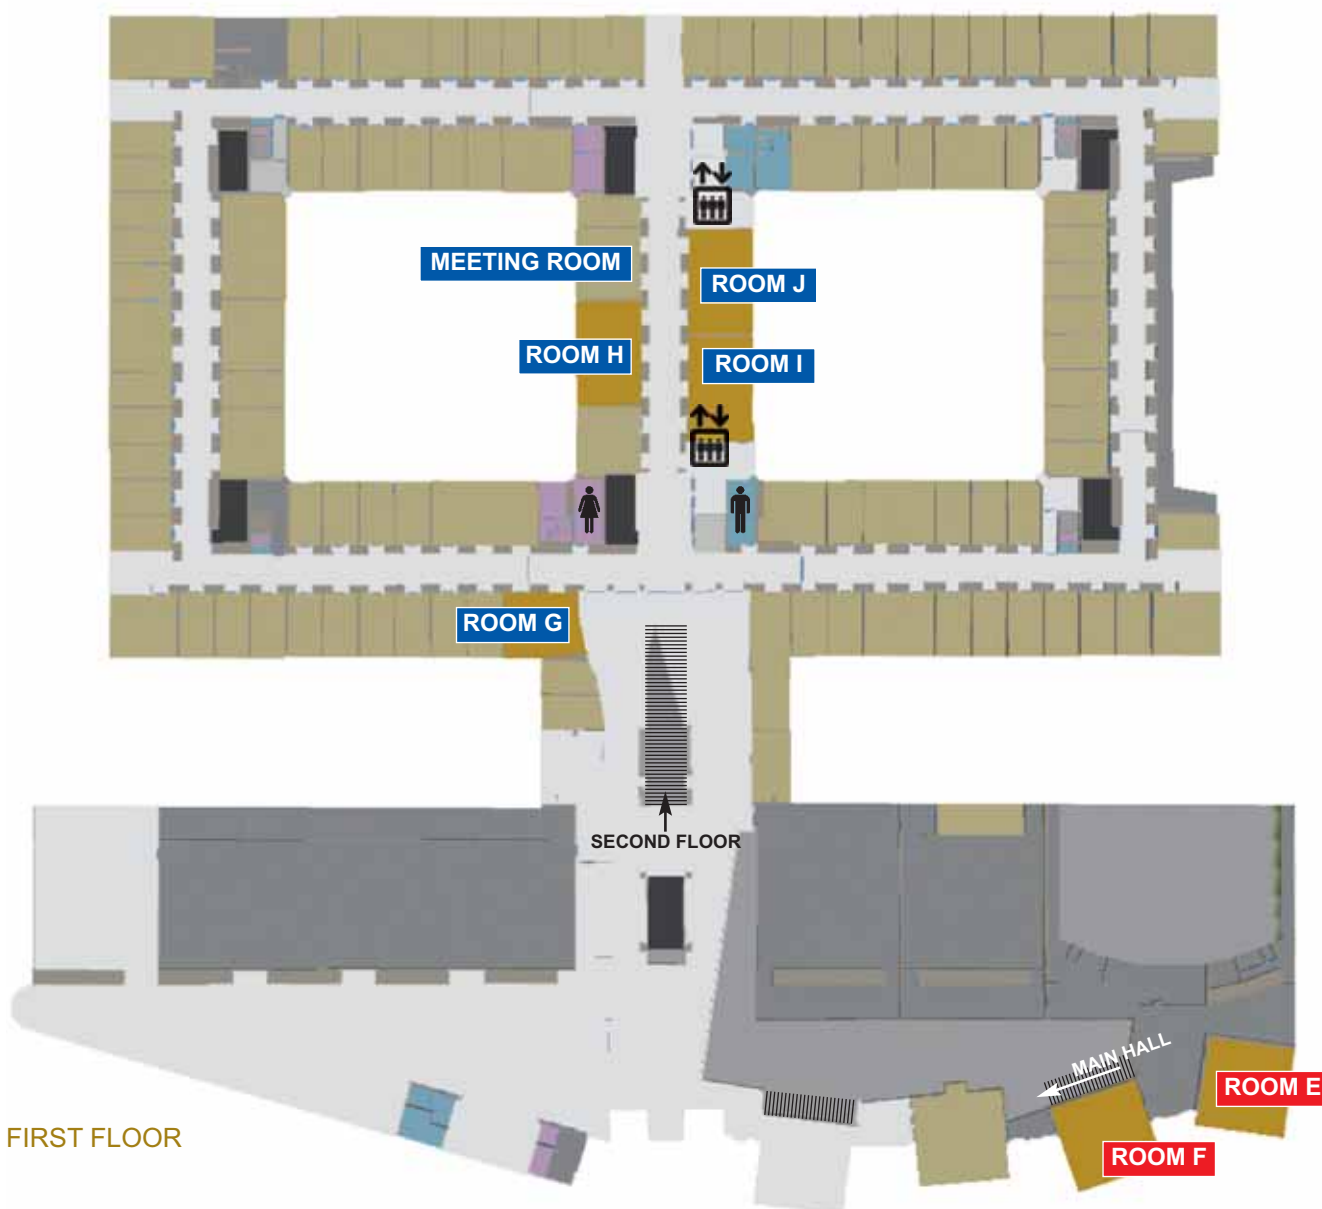 MEETING ROOM
ROOM J
ROOM H
ROOM I
ROOM G
SECOND FLOOR
MAIN HALL
ROOM E
FIRST FLOOR
ROOM F